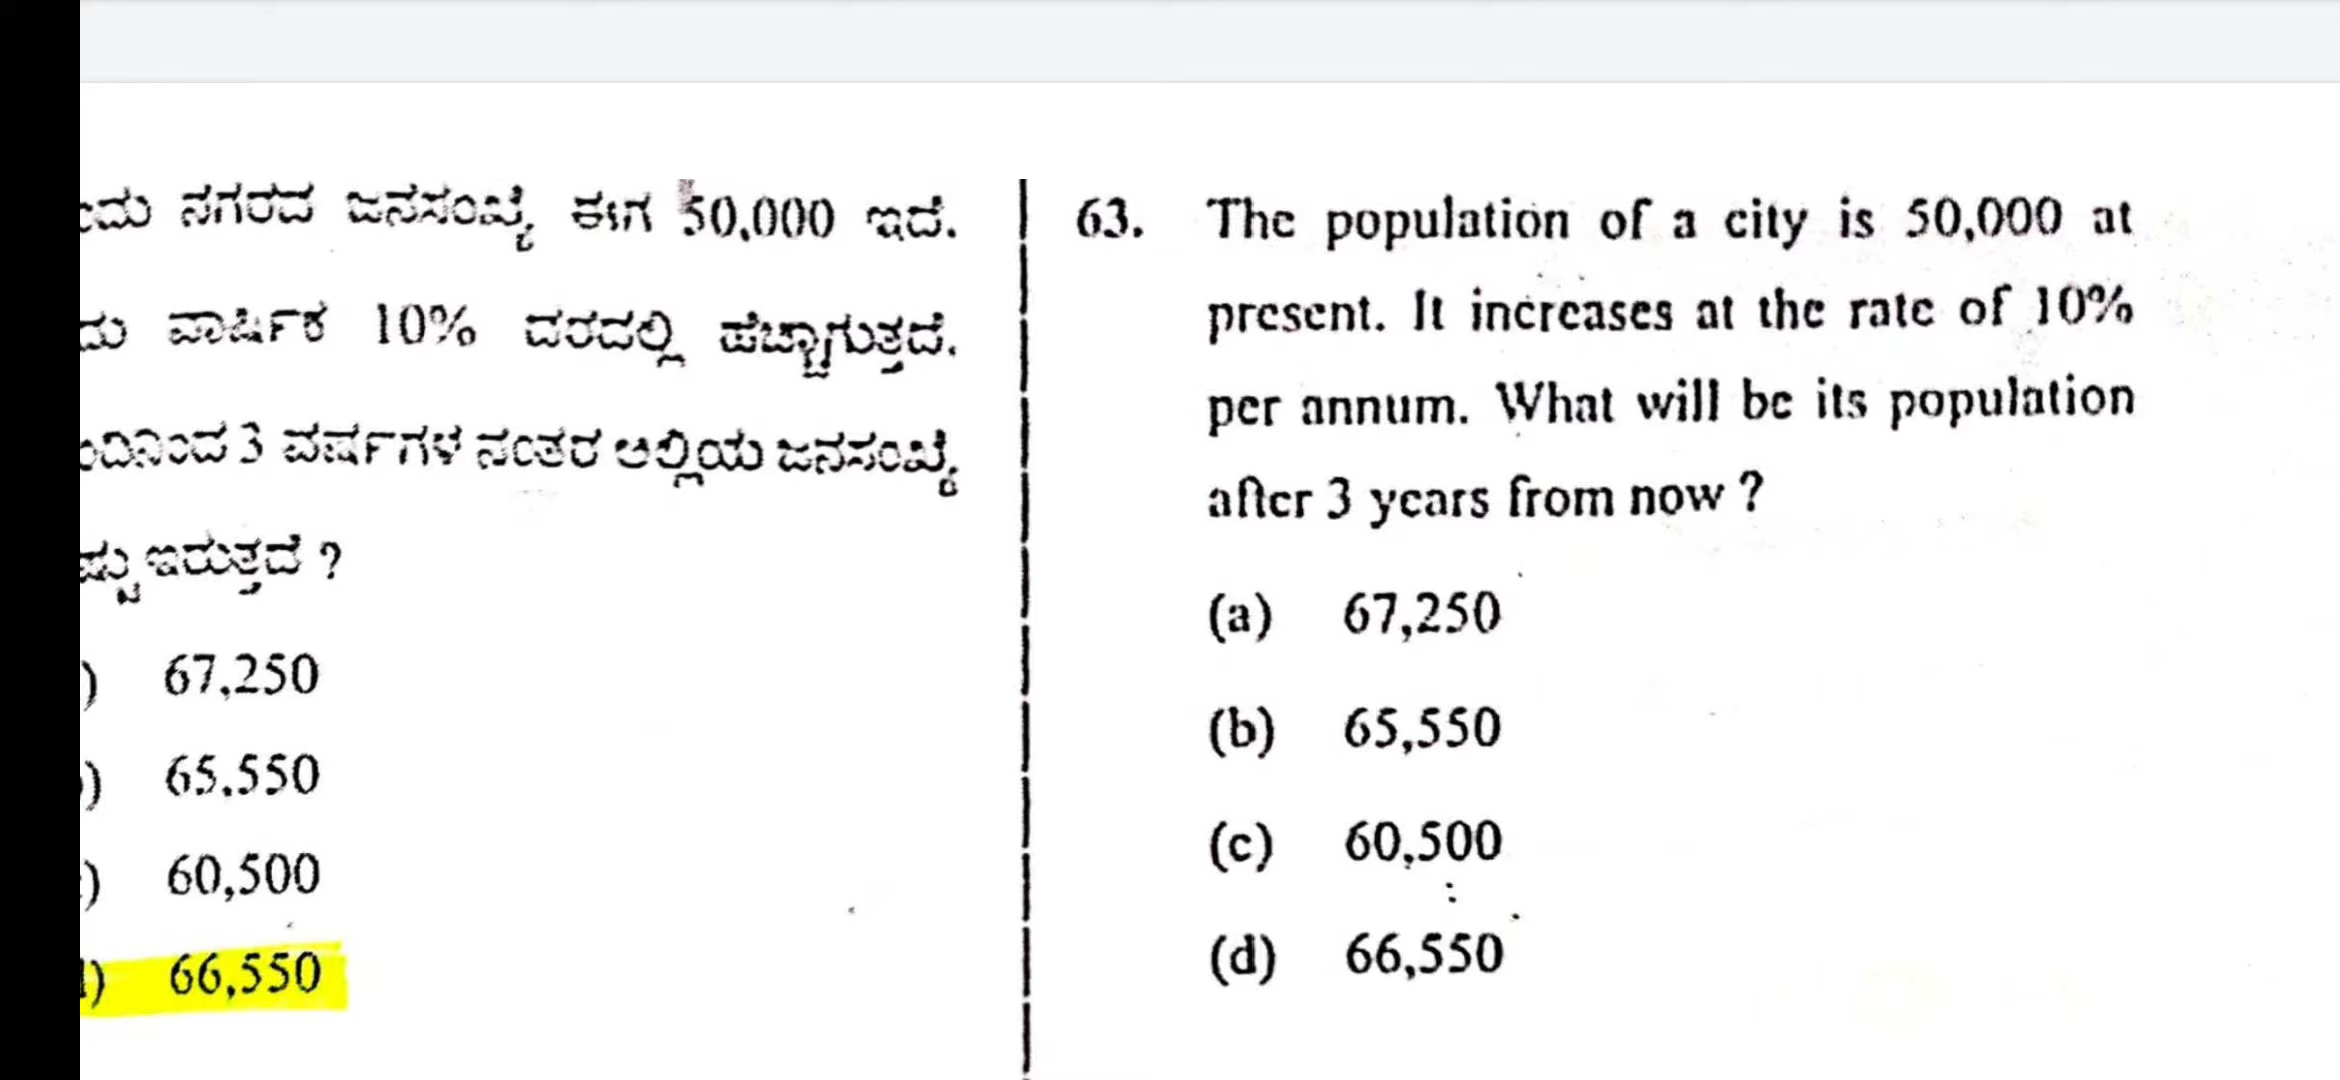 ನಗರದ ಜನಸಂಖ್ಯೆ ಈಗ 50,000 ಇದೆ.
ವಾರ್ಷಿಕ 10% ದರದಲ್ಲಿ ಹೆಚ್ಚಾಗುತ್ತದೆ.
3 ವರ್ಷಗಳ ನಂತರ ಅಲ್ಲಿಯ ಜನಸಂಖ್ಯೆ
ಇರುತ್ತದೆ ?
) 67,250
) 65,550
) 60,500
) 66,550
63. The population of a city is 50,000 at
present. It increases at the rate of 10%
per annum. What will be its population
after 3 years from now ?
(a) 67,250
(b) 65,550
(c) 60,500
(d) 66,550